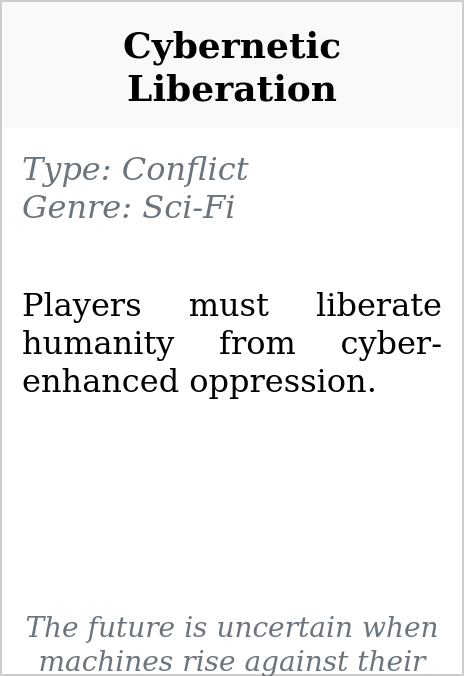 Cybernetic
Liberation
Type: Conflict
Genre: Sci-Fi
Players must liberate
humanity from cyber-
enhanced oppression.
The future is uncertain when
machines rise against their